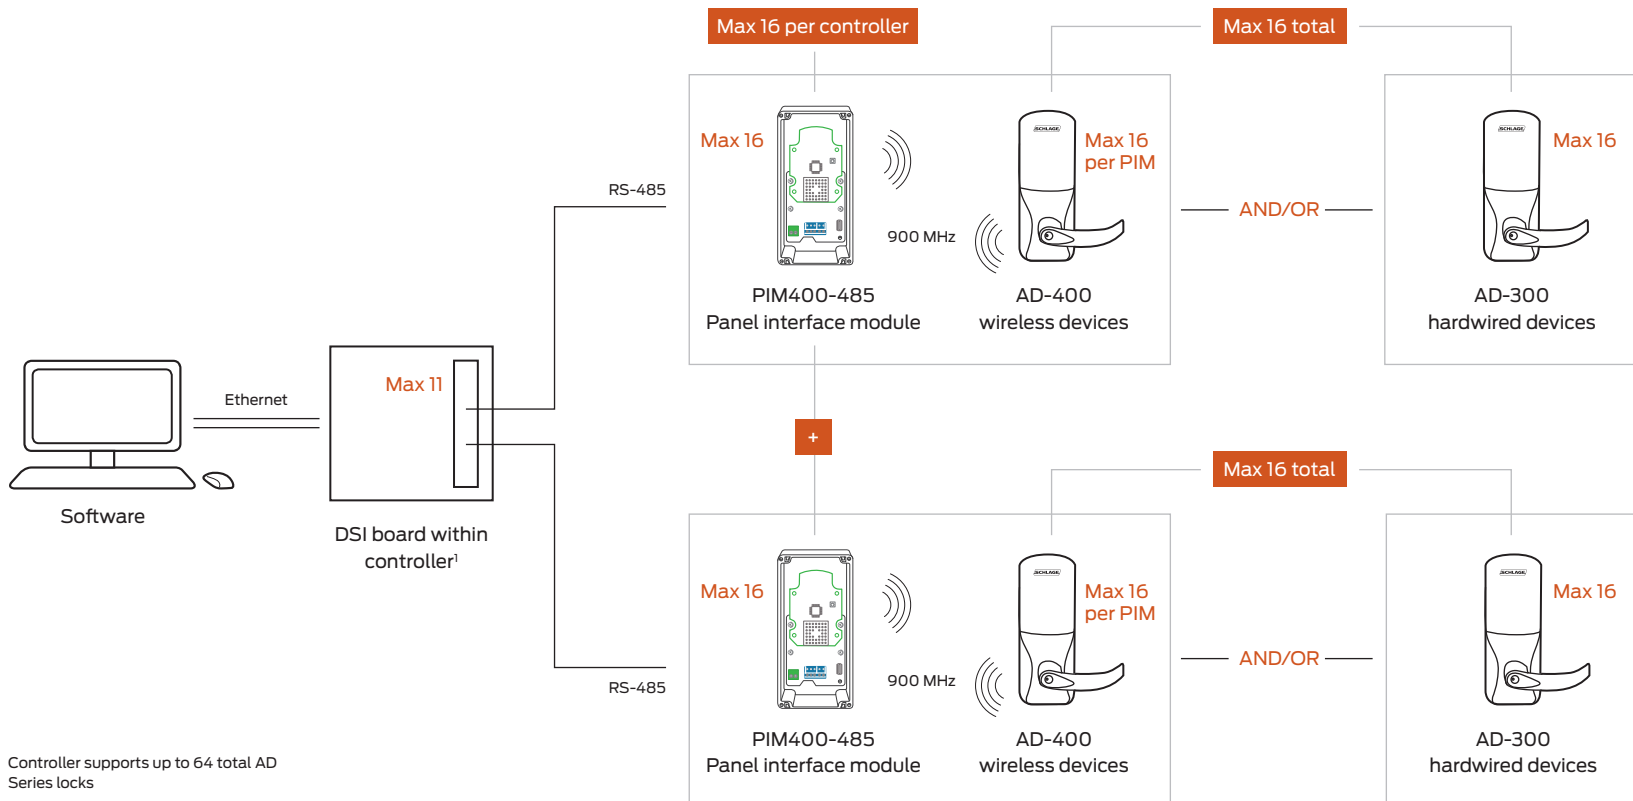 Max 16 per controller
Max 16 total
Max 16
SCHLAGE
Max 16
per PIM
SCHLAGE
Max 16
RS-485
900 MHz
AND/OR
PIM400-485
Panel interface module
AD-400
wireless devices
AD-300
hardwired devices
Max 11
Ethernet
Software
DSI board within
controller¹
+
Max 16 total
Max 16
SCHLAGE
Max 16
per PIM
SCHLAGE
Max 16
RS-485
900 MHz
AND/OR
PIM400-485
Panel interface module
AD-400
wireless devices
AD-300
hardwired devices
Controller supports up to 64 total AD
Series locks